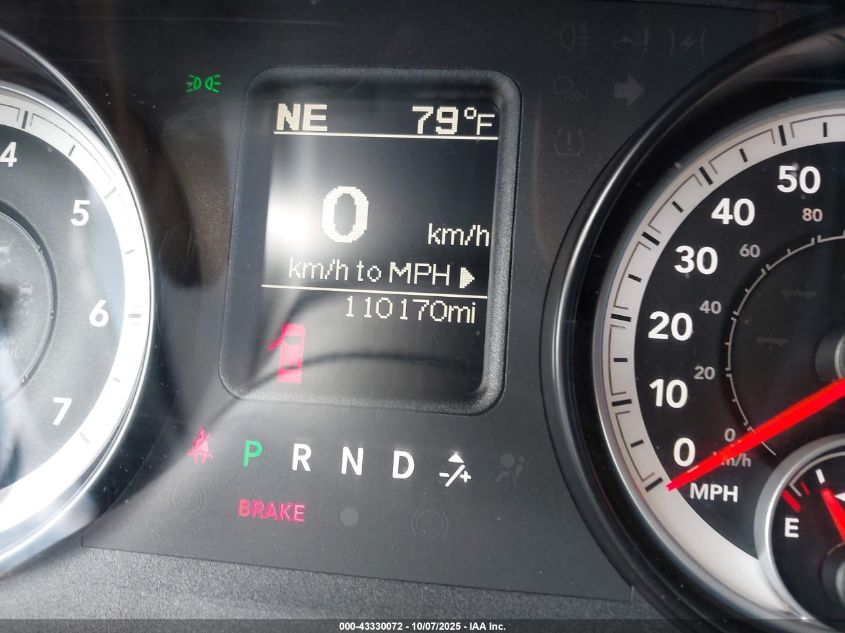 NE 79°F
0 km/h
km/h to MPH
110170mi
P R N D -/+
BRAKE
4
5
6
7
50
40
30
20
10
0
MPH
80
60
40
20
0
km/h
E
000-43330072 - 10/07/2025 - IAA Inc.